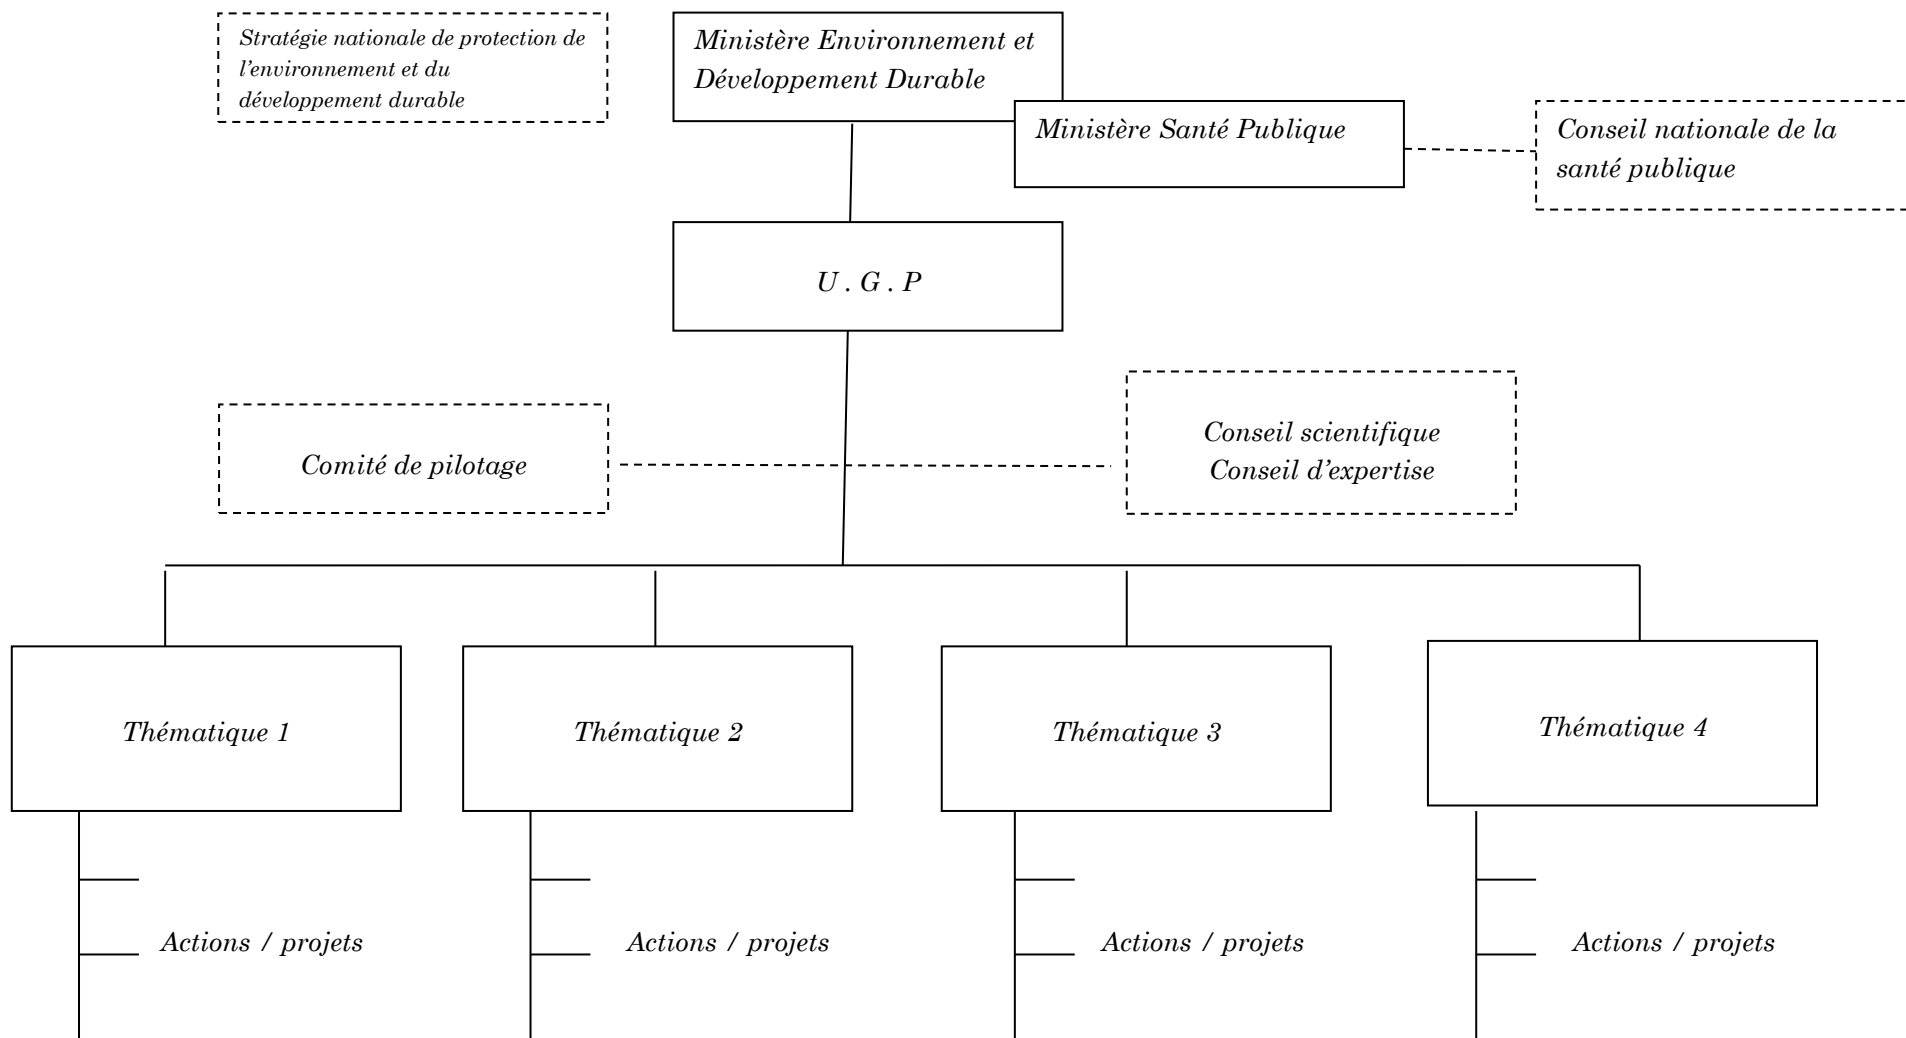 Stratégie nationale de protection de
l'environnement et du
développement durable
Ministère Environnement et
Développement Durable
Ministère Santé Publique
Conseil nationale de la
santé publique
U . G . P
Comité de pilotage
Conseil scientifique
Conseil d'expertise
Thématique 1
Thématique 2
Thématique 3
Thématique 4
Actions / projets
Actions / projets
Actions / projets
Actions / projets